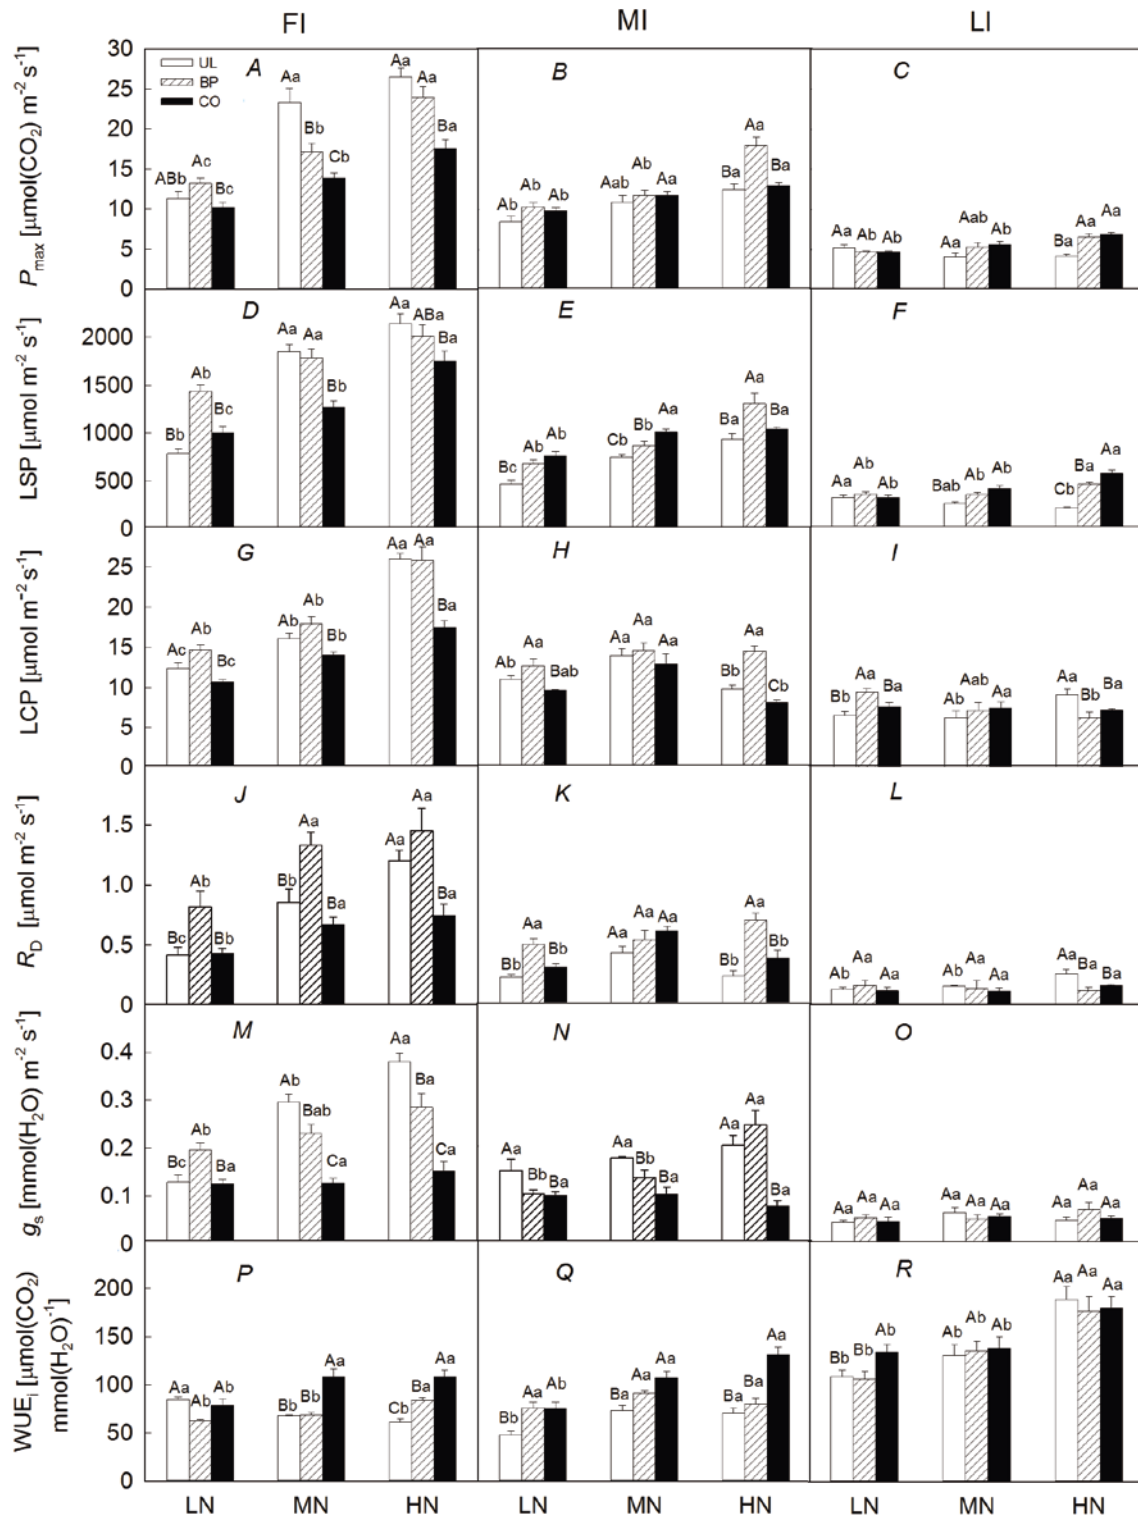 FI MI LI
UL
BP
CO
A B C
P max [μmol(CO2) m-2 s-1]
30
25
20
15
10
5
0
ABb Ac Bc Aa Bb Cb Aa Aa Ba
Ab Ab Ab Aab Ab Aa Ba Aa Ba
Aa Ab Ab Aa Aab Ab Ba Aa Aa
D E F
LSP [μmol m-2 s-1]
2000
1500
1000
500
0
Bb Ab Bc Aa Aa Bb Aa ABa Ba
Bc Ab Ab Cb Bb Aa Ba Aa Ba
Aa Ab Ab Bab Ab Ab Cb Ba Aa
G H I
LCP [μmol m-2 s-1]
25
20
15
10
5
0
Ac Ab Bc Ab Ab Bb Aa Aa Ba
Ab Aa Bab Aa Aa Aa Bb Aa Cb
Bb Aa Ba Ab Aab Aa Aa Bb Ba
J K L
RD [μmol m-2 s-1]
1.5
1.0
0.5
0
Bc Ab Bb Bb Aa Ba Aa Aa Ba
Bb Aa Bb Aa Aa Aa Bb Aa Bb
Ab Aa Aa Ab Aa Aa Aa Ba Ba
M N O
gs [mmol(H2O) m-2 s-1]
0.4
0.3
0.2
0.1
0
Bc Ab Ba Ab Bab Ca Aa Ba Ca
Aa Bb Ba Aa Bb Ba Aa Aa Ba
Aa Aa Aa Aa Aa Aa Aa Aa Aa
P Q R
WUEi [μmol(CO2)
mmol(H2O)-1]
200
150
100
50
0
Aa Ab Ab Bb Bb Aa Cb Ba Aa
Bb Aa Ab Ba Aa Aa Ba Ba Aa
Bb Bb Ab Ab Ab Ab Aa Aa Aa
LN MN HN LN MN HN LN MN HN